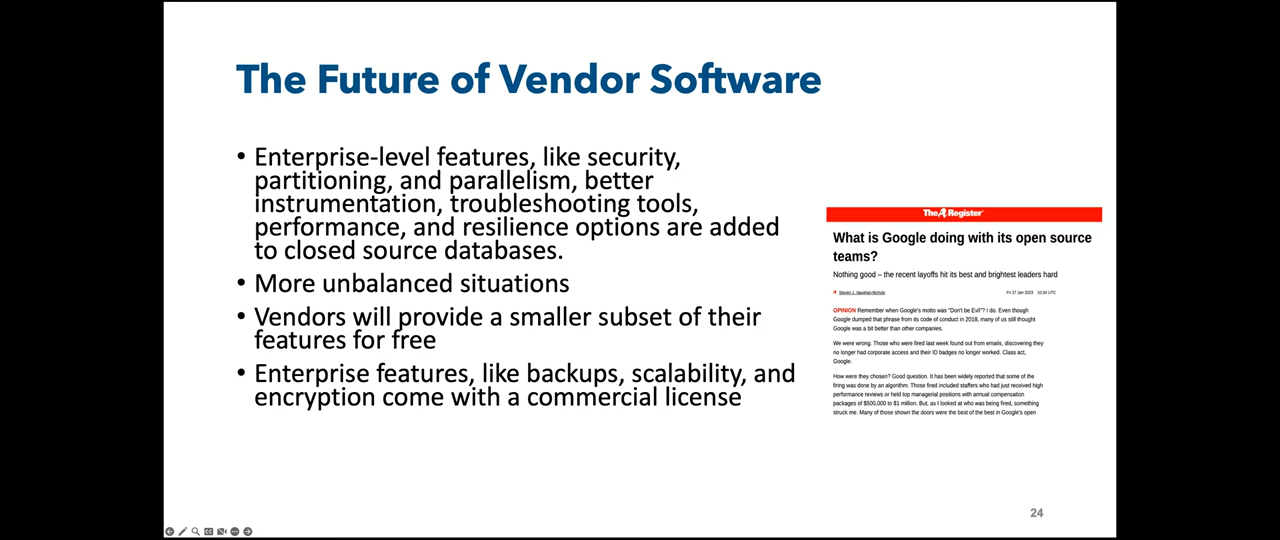 The Future of Vendor Software
• Enterprise-level features, like security,
partitioning, and parallelism, better
instrumentation, troubleshooting tools,
performance, and resilience options are added
to closed source databases.
• More unbalanced situations
• Vendors will provide a smaller subset of their
features for free
• Enterprise features, like backups, scalability, and
encryption come with a commercial license
The Register
What is Google doing with its open source
teams?
Nothing good – the recent layoffs hit its best and brightest leaders hard
Steven J. Vaughan-Nichols
Fri 27 Jan 2023 10:34 UTC
OPINION Remember when Google's motto was "Don't be Evil"? I do. Even though
Google dumped that phrase from its code of conduct in 2018, many of us still thought
Google was a bit better than other companies.
We were wrong. Those who were fired last week found out from emails, discovering they
no longer had corporate access and their ID badges no longer worked. Class act,
Google.
How were they chosen? Good question. It has been widely reported that some of the
firing was done by an algorithm. Those fired included staffers who had just received high
performance reviews or held top managerial positions with annual compensation
packages of $500,000 to $1 million. But, as I looked at who was being fired, something
struck me. Many of those shown the doors were the best of the best in Google's open
24